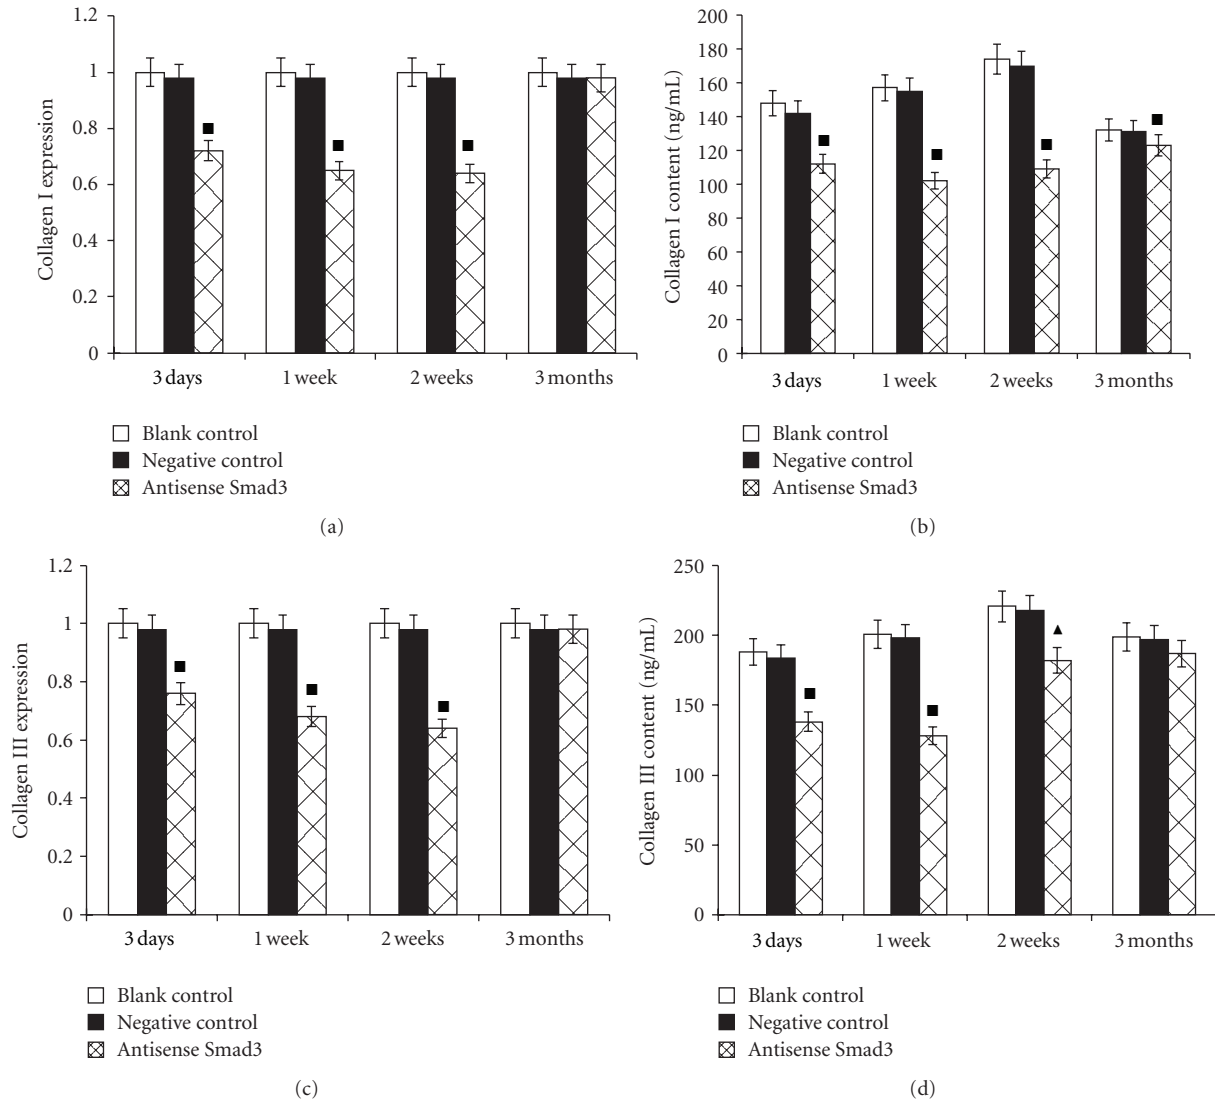 1.2
1
0.8
0.6
0.4
0.2
0
Collagen I expression
3 days
1 week
2 weeks
3 months
Blank control
Negative control
Antisense Smad3
(a)
200
180
160
140
120
100
80
60
40
20
0
Collagen I content (ng/mL)
3 days
1 week
2 weeks
3 months
Blank control
Negative control
Antisense Smad3
(b)
1.2
1
0.8
0.6
0.4
0.2
0
Collagen III expression
3 days
1 week
2 weeks
3 months
Blank control
Negative control
Antisense Smad3
(c)
250
200
150
100
50
0
Collagen III content (ng/mL)
3 days
1 week
2 weeks
3 months
Blank control
Negative control
Antisense Smad3
(d)